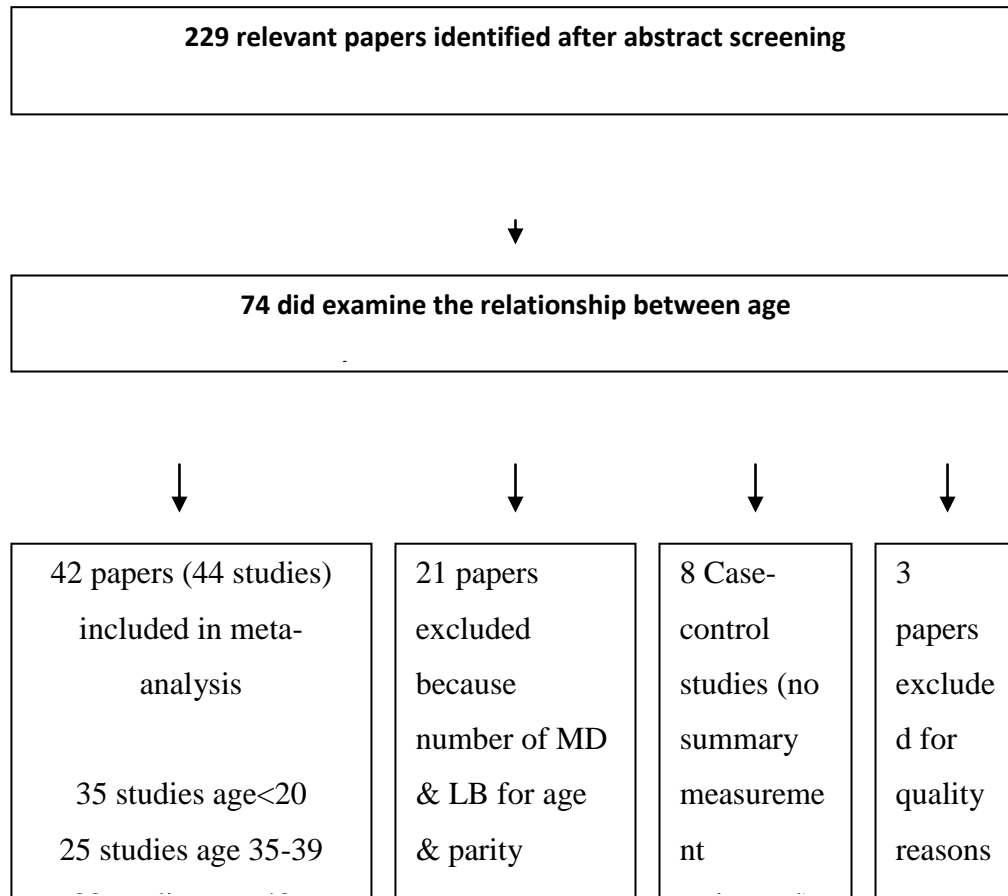 229 relevant papers identified after abstract screening
74 did examine the relationship between age
42 papers (44 studies)
included in meta-
analysis
35 studies age<20
25 studies age 35-39
21 papers
excluded
because
number of MD
& LB for age
& parity
8 Case-
control
studies (no
summary
measureme
nt
3
papers
exclude
d for
quality
reasons